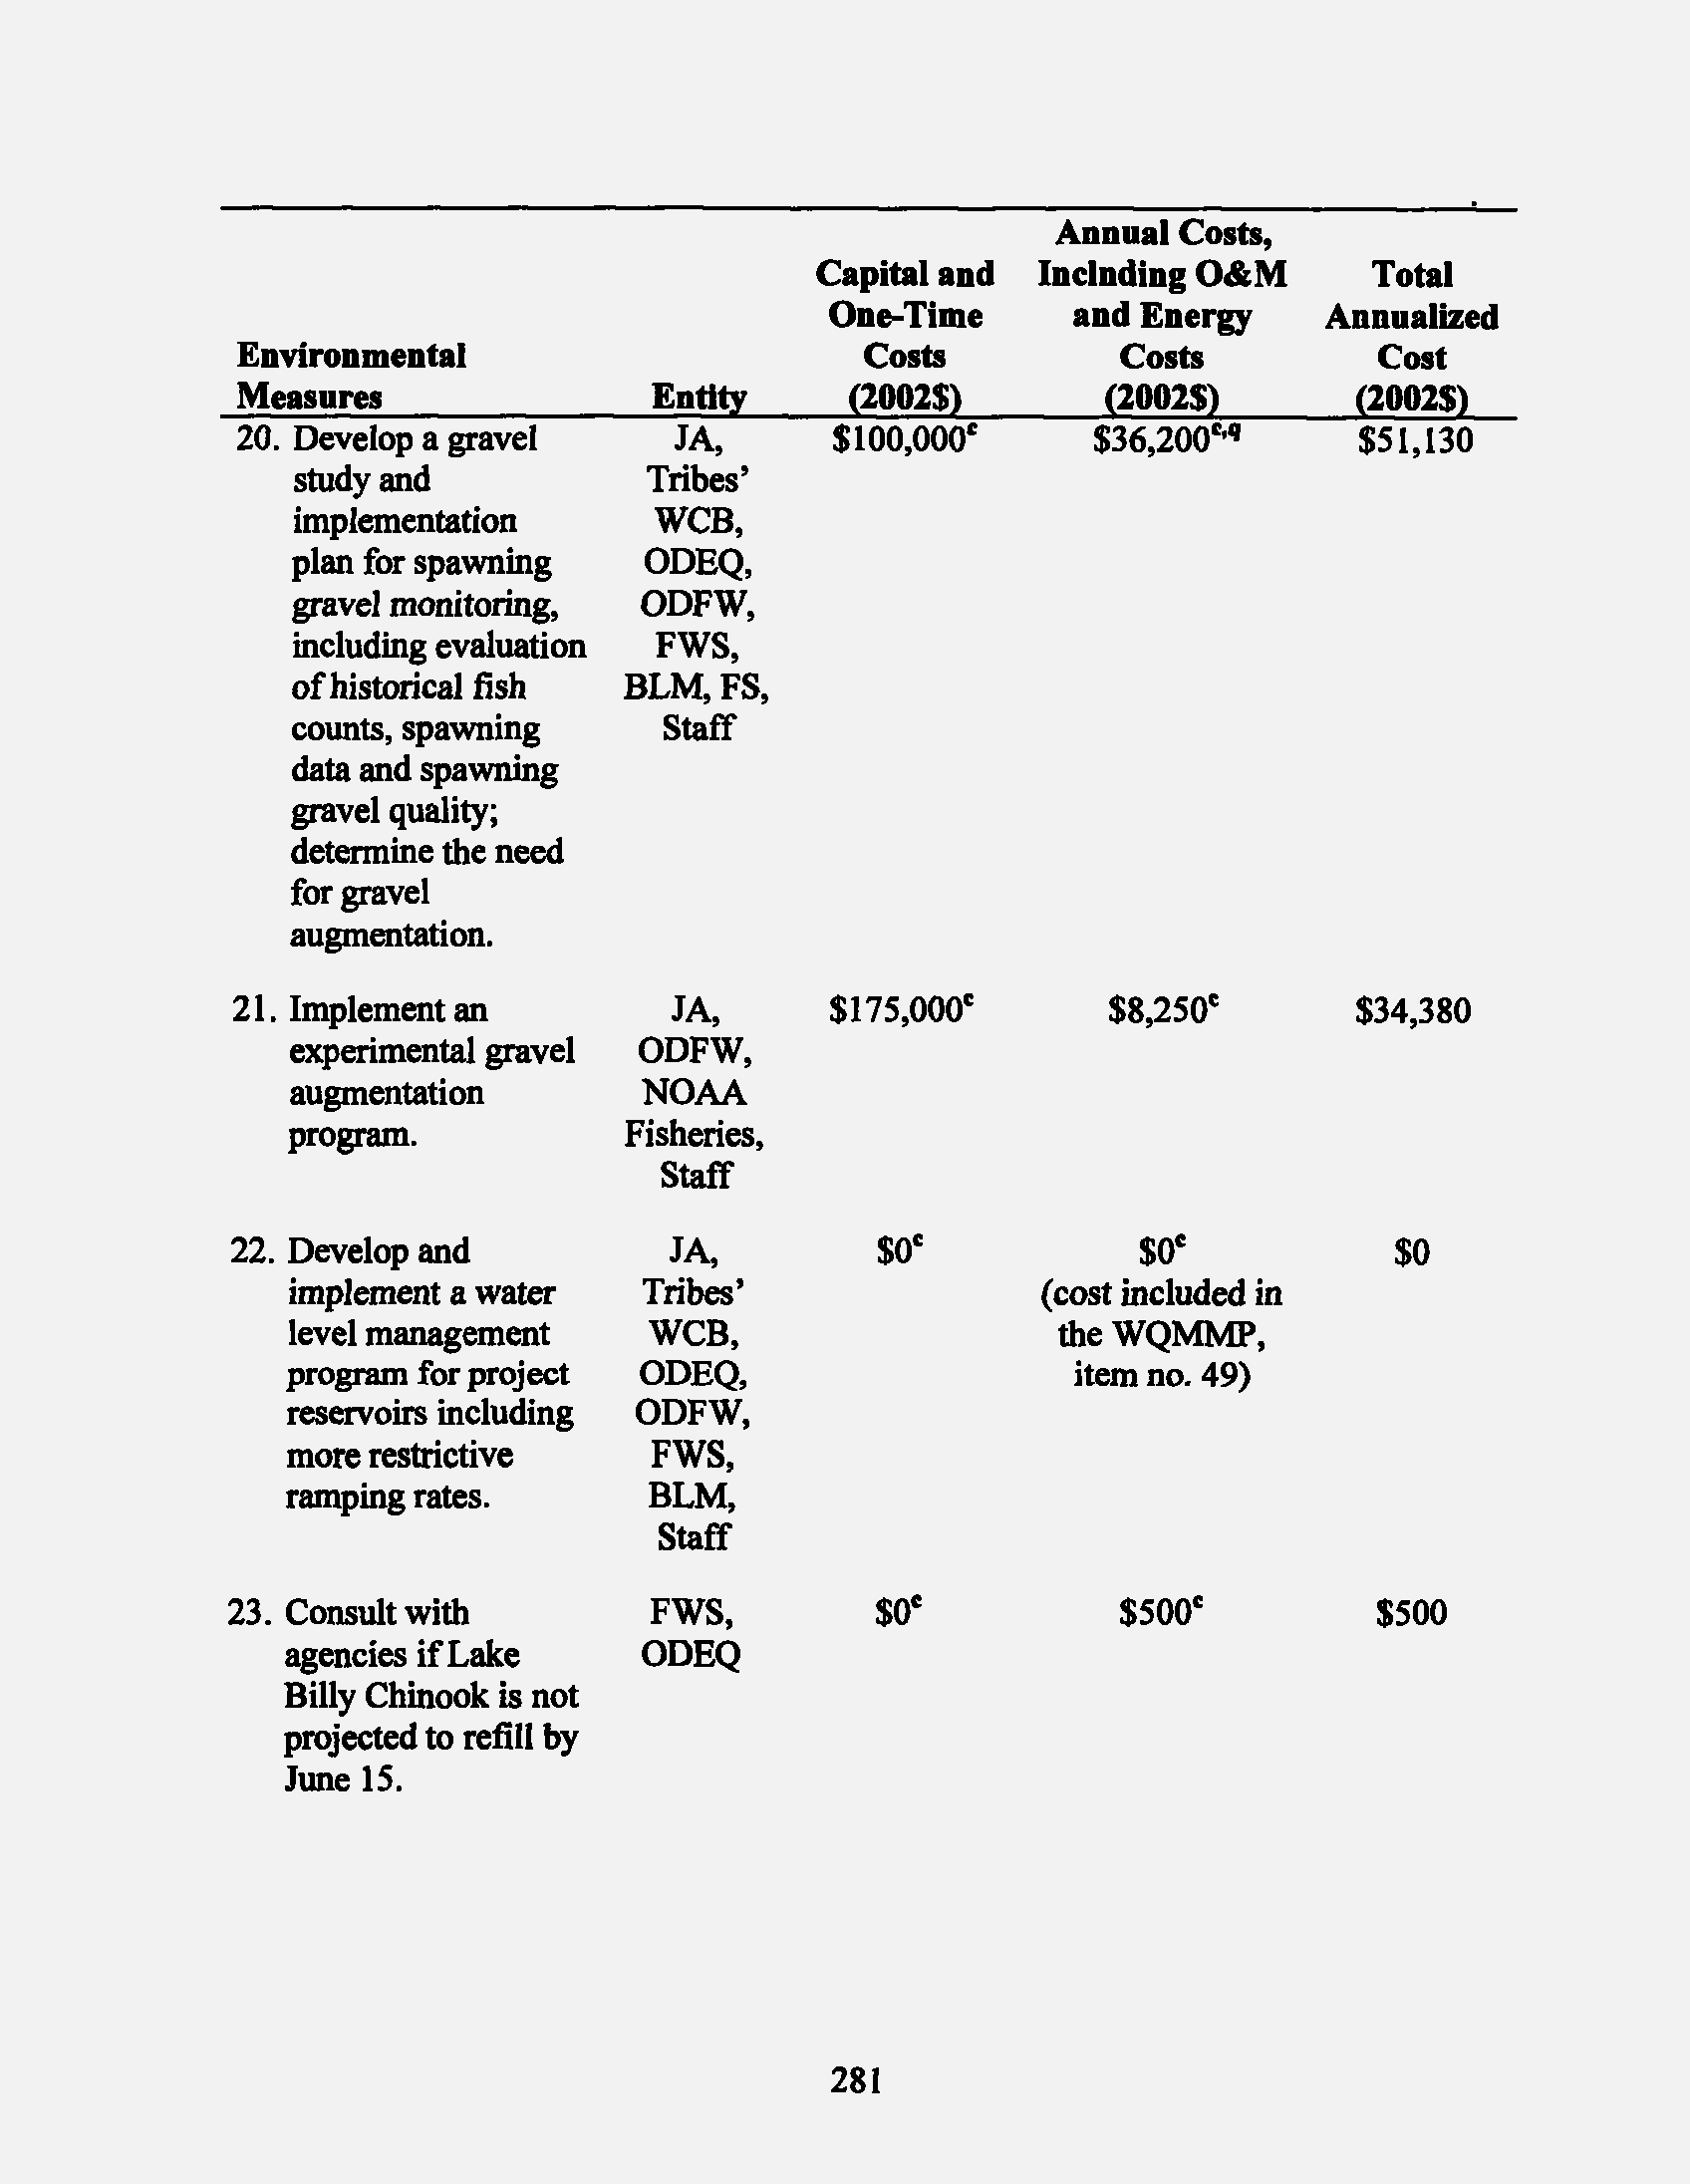 Annual Costs,
Capital and Inclnding O&M Total
One-Time and Energy Annualized
Environmental Costs Costs Cost
Measures Entity (2002$) (2002$) (2002$)
20. Develop a gravel JA, $100,000c $36,200c,q $51,130
study and Tribes’
implementation WCB,
plan for spawning ODEQ,
gravel monitoring, ODFW,
including evaluation FWS,
of historical fish BLM, FS,
counts, spawning Staff
data and spawning
gravel quality;
determine the need
for gravel
augmentation.
21. Implement an JA, $175,000c $8,250c $34,380
experimental gravel ODFW,
augmentation NOAA
program. Fisheries,
Staff
22. Develop and JA, $0c $0c $0
implement a water Tribes’ (cost included in
level management WCB, the WQMMP,
program for project ODEQ, item no. 49)
reservoirs including ODFW,
more restrictive FWS,
ramping rates. BLM,
Staff
23. Consult with FWS, $0c $500c $500
agencies if Lake ODEQ
Billy Chinook is not
projected to refill by
June 15.
281